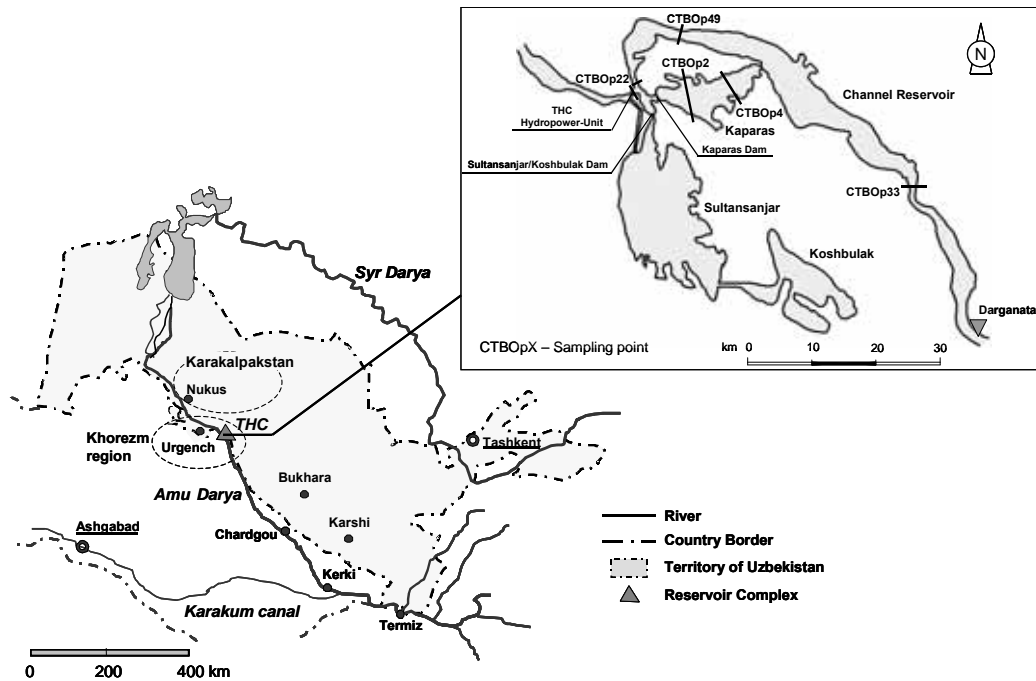 CTBOp49
N
CTBOp2
CTBOp22
Channel Reservoir
THC
Hydropower-Unit
CTBOp4
Kaparas
Kaparas Dam
Sultansanjar/Koshbulak Dam
CTBOp33
Sultansanjar
Koshbulak
Darganata
CTBOpX – Sampling point
km 0 10 20 30
Syr Darya
Karakalpakstan
Nukus
THC
Khorezm
region
Urgench
Tashkent
Bukhara
Amu Darya
Karshi
Chardgou
Ashgabad
Kerki
Karakum canal
Termiz
River
Country Border
Territory of Uzbekistan
Reservoir Complex
0 200 400 km